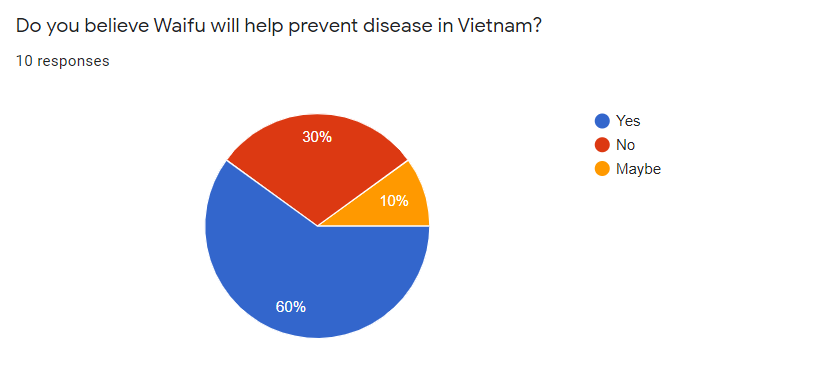 Do you believe Waifu will help prevent disease in Vietnam?
10 responses
30%
10%
60%
Yes
No
Maybe